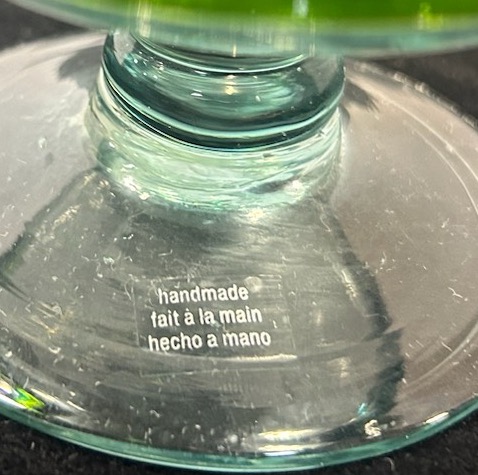 handmade
fait à la main
hecho a mano